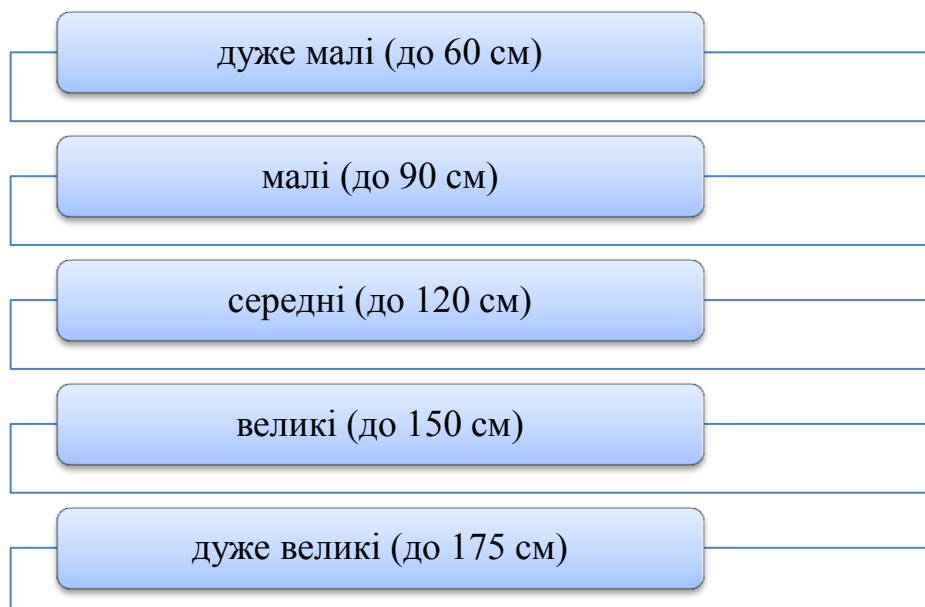 дуже малі (до 60 см)
малі (до 90 см)
середні (до 120 см)
великі (до 150 см)
дуже великі (до 175 см)